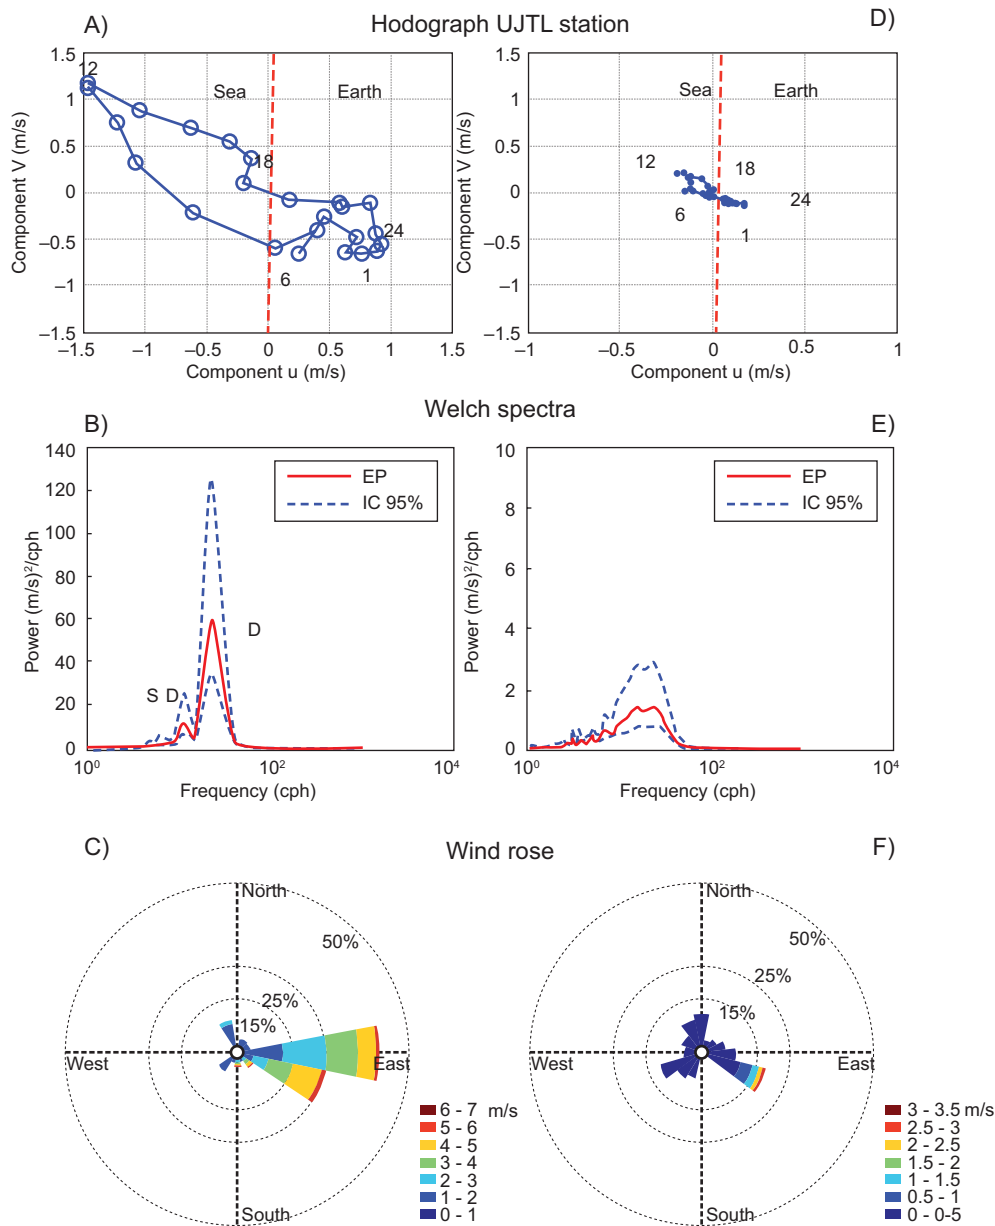 A) Hodograph UJTL station D)
1.5
1
0.5
0
–0.5
–1
–1.5
Component V (m/s)
12
Sea Earth
18
24
6 1
–1.5 –1 –0.5 0 0.5 1 1.5
Component u (m/s)
1.5
1
0.5
0
–0.5
–1
–1.5
Component V (m/s)
Sea Earth
12 18
24
6
1
–1 –0.5 0 0.5 1
Component u (m/s)
Welch spectra
B) E)
140
120
100
80
60
40
20
0
Power (m/s)²/cph
EP
IC 95%
D
S D
10⁰ 10² 10⁴
Frequency (cph)
10
8
6
4
2
0
Power (m/s)²/cph
EP
IC 95%
10⁰ 10² 10⁴
Frequency (cph)
C) Wind rose F)
North
50%
25%
15%
West East
South
6 - 7 m/s
5 - 6
4 - 5
3 - 4
2 - 3
1 - 2
0 - 1
North
50%
25%
15%
West East
South
3 - 3.5 m/s
2.5 - 3
2 - 2.5
1.5 - 2
1 - 1.5
0.5 - 1
0 - 0-5